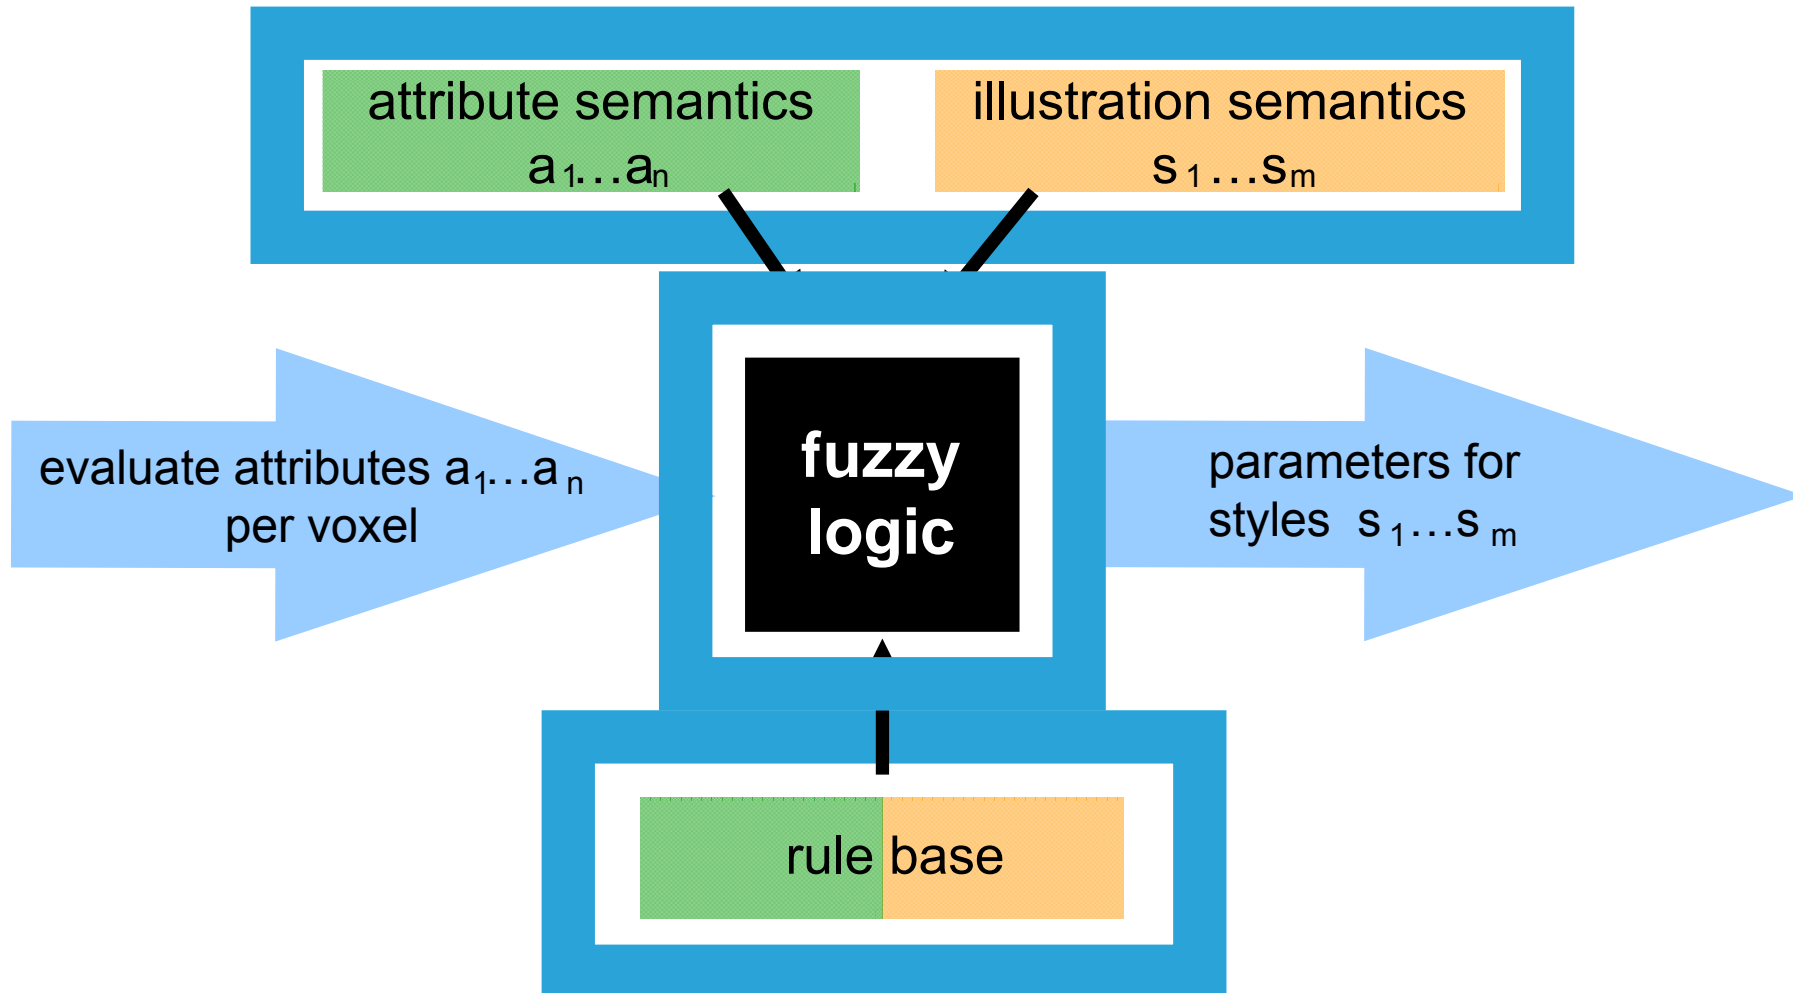 attribute semantics
a₁…aₙ
illustration semantics
s₁…sₘ
evaluate attributes a₁…aₙ
per voxel
fuzzy
logic
parameters for
styles s₁…sₘ
rule base